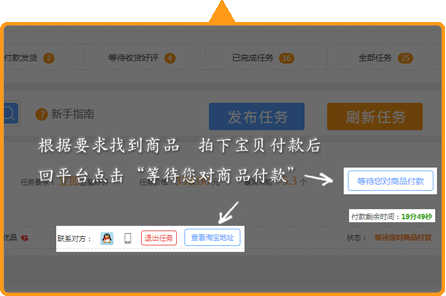 付款发货 3 等待收货好评 4 已完成任务 16 全部任务 25
? 新手指南 发布任务 刷新任务
根据要求找到商品 拍下宝贝付款后
回平台点击“等待您对商品付款”
等待您对商品付款
付款剩余时间：19分49秒
联系对方： 退出任务 查看淘宝地址
状态： 等待您对商品付款